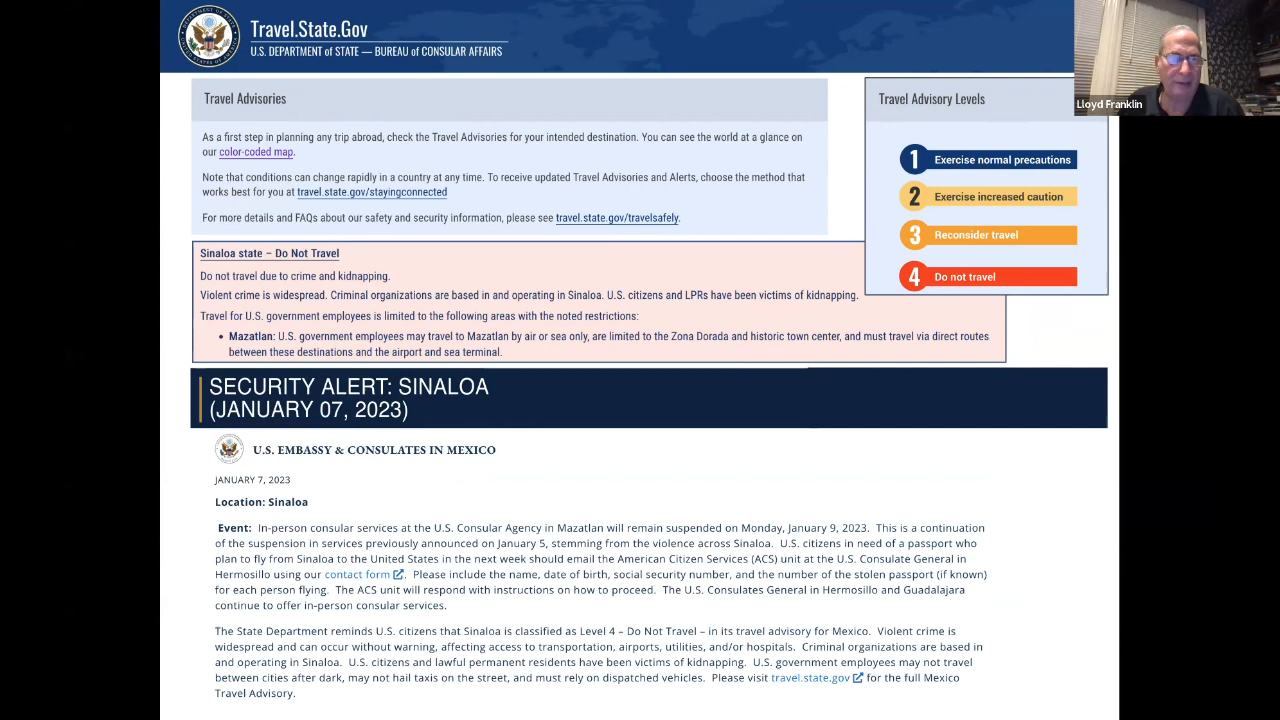 Travel.State.Gov
U.S. DEPARTMENT of STATE — BUREAU of CONSULAR AFFAIRS
Lloyd Franklin
Travel Advisories
As a first step in planning any trip abroad, check the Travel Advisories for your intended destination. You can see the world at a glance on
our color-coded map.
Note that conditions can change rapidly in a country at any time. To receive updated Travel Advisories and Alerts, choose the method that
works best for you at travel.state.gov/stayingconnected
For more details and FAQs about our safety and security information, please see travel.state.gov/travelsafely.
Travel Advisory Levels
1 Exercise normal precautions
2 Exercise increased caution
3 Reconsider travel
4 Do not travel
Sinaloa state – Do Not Travel
Do not travel due to crime and kidnapping.
Violent crime is widespread. Criminal organizations are based in and operating in Sinaloa. U.S. citizens and LPRs have been victims of kidnapping.
Travel for U.S. government employees is limited to the following areas with the noted restrictions:
• Mazatlan: U.S. government employees may travel to Mazatlan by air or sea only, are limited to the Zona Dorada and historic town center, and must travel via direct routes
between these destinations and the airport and sea terminal.
SECURITY ALERT: SINALOA
(JANUARY 07, 2023)
U.S. EMBASSY & CONSULATES IN MEXICO
JANUARY 7, 2023
Location: Sinaloa
Event: In-person consular services at the U.S. Consular Agency in Mazatlan will remain suspended on Monday, January 9, 2023. This is a continuation
of the suspension in services previously announced on January 5, stemming from the violence across Sinaloa. U.S. citizens in need of a passport who
plan to fly from Sinaloa to the United States in the next week should email the American Citizen Services (ACS) unit at the U.S. Consulate General in
Hermosillo using our contact form. Please include the name, date of birth, social security number, and the number of the stolen passport (if known)
for each person flying. The ACS unit will respond with instructions on how to proceed. The U.S. Consulates General in Hermosillo and Guadalajara
continue to offer in-person consular services.
The State Department reminds U.S. citizens that Sinaloa is classified as Level 4 – Do Not Travel – in its travel advisory for Mexico. Violent crime is
widespread and can occur without warning, affecting access to transportation, airports, utilities, and/or hospitals. Criminal organizations are based in
and operating in Sinaloa. U.S. citizens and lawful permanent residents have been victims of kidnapping. U.S. government employees may not travel
between cities after dark, may not hail taxis on the street, and must rely on dispatched vehicles. Please visit travel.state.gov for the full Mexico
Travel Advisory.